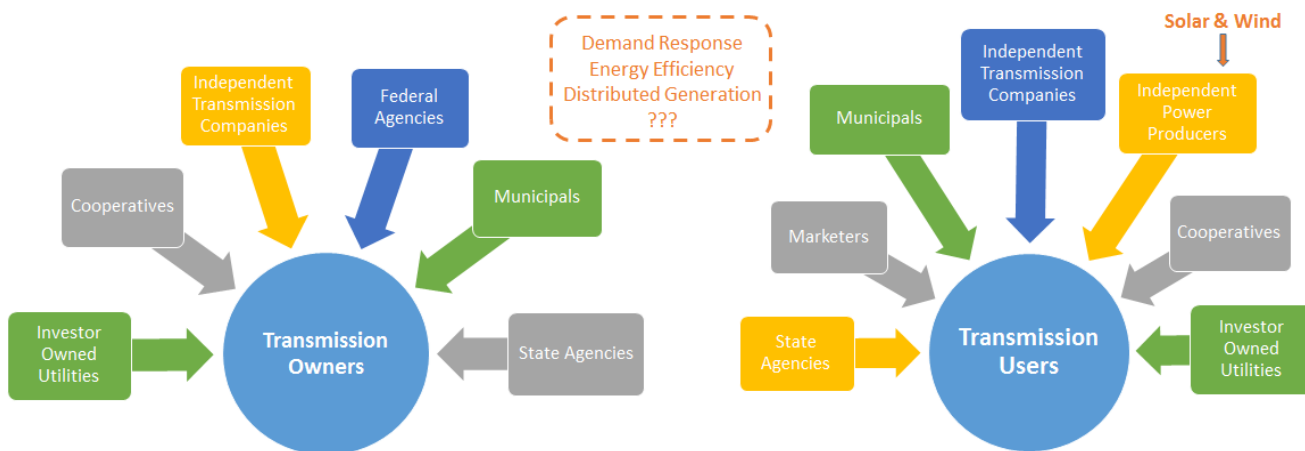 Cooperatives
Independent
Transmission
Companies
Federal
Agencies
Municipals
Investor
Owned
Utilities
Transmission
Owners
State Agencies
Demand Response
Energy Efficiency
Distributed Generation
???
Solar & Wind
Municipals
Independent
Transmission
Companies
Independent
Power
Producers
Marketers
Cooperatives
State
Agencies
Transmission
Users
Investor
Owned
Utilities